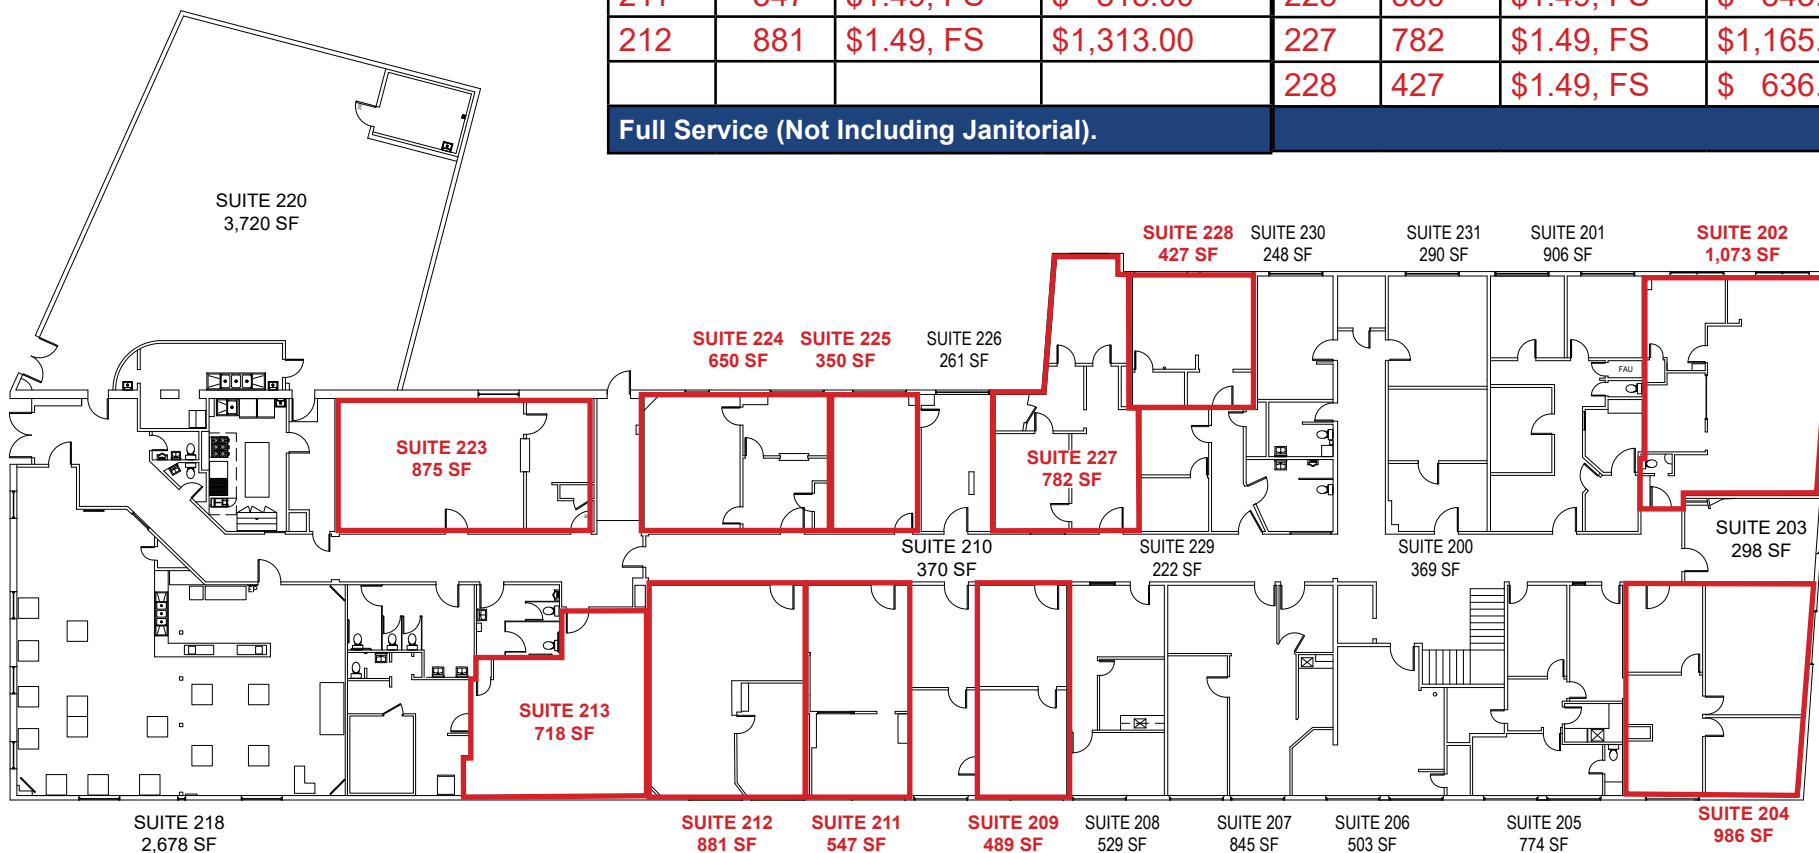 212 881 $1.49, FS $1,313.00 227 782 $1.49, FS $1,165.
228 427 $1.49, FS $ 636.
Full Service (Not Including Janitorial).
SUITE 220
3,720 SF
SUITE 228
427 SF
SUITE 230
248 SF
SUITE 231
290 SF
SUITE 201
906 SF
SUITE 202
1,073 SF
SUITE 224
650 SF
SUITE 225
350 SF
SUITE 226
261 SF
FAU
SUITE 223
875 SF
SUITE 227
782 SF
SUITE 210
370 SF
SUITE 229
222 SF
SUITE 200
369 SF
SUITE 203
298 SF
SUITE 213
718 SF
SUITE 218
2,678 SF
SUITE 212
881 SF
SUITE 211
547 SF
SUITE 209
489 SF
SUITE 208
529 SF
SUITE 207
845 SF
SUITE 206
503 SF
SUITE 205
774 SF
SUITE 204
986 SF